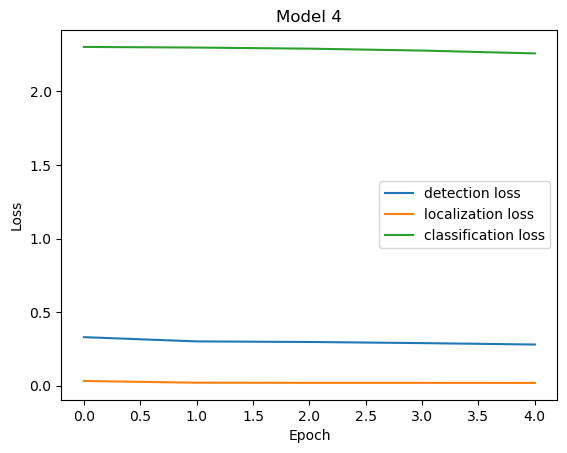 Model 4
Loss
2.0
1.5
1.0
0.5
0.0
detection loss
localization loss
classification loss
0.0 0.5 1.0 1.5 2.0 2.5 3.0 3.5 4.0
Epoch